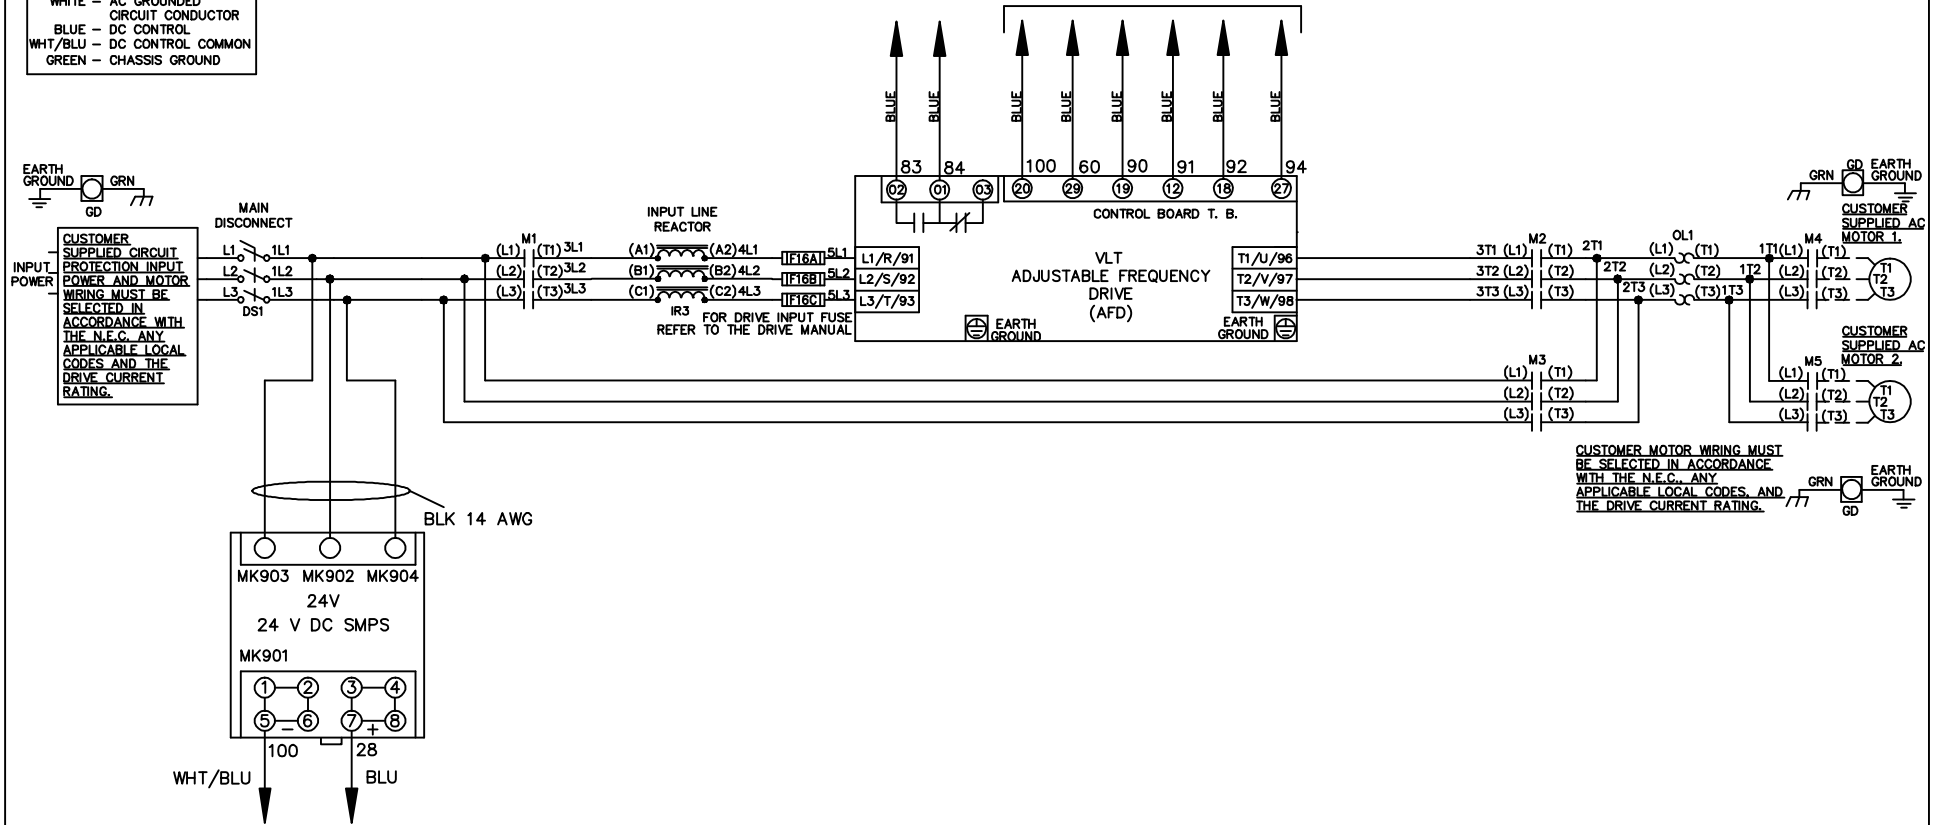 WHITE – AC GROUNDED
CIRCUIT CONDUCTOR
BLUE – DC CONTROL
WHT/BLU – DC CONTROL COMMON
GREEN – CHASSIS GROUND
BLUE
BLUE
BLUE
BLUE
BLUE
BLUE
BLUE
BLUE
83
84
100
60
90
91
92
94
02
01
03
20
29
19
12
18
27
CONTROL BOARD T. B.
EARTH
GROUND
GRN
GD
CUSTOMER
SUPPLIED CIRCUIT
PROTECTION INPUT
POWER AND MOTOR
WIRING MUST BE
SELECTED IN
ACCORDANCE WITH
THE N.E.C. ANY
APPLICABLE LOCAL
CODES AND THE
DRIVE CURRENT
RATING.
INPUT
POWER
MAIN
DISCONNECT
L1 1L1
L2 1L2
L3 1L3
DS1
M1
(L1) (T1) 3L1
(L2) (T2) 3L2
(L3) (T3) 3L3
INPUT LINE
REACTOR
(A1) (A2) 4L1
(B1) (B2) 4L2
(C1) (C2) 4L3
IR3
F16A 5L1
F16B 5L2
F16C 5L3
FOR DRIVE INPUT FUSE
REFER TO THE DRIVE MANUAL
L1/R/91
L2/S/92
L3/T/93
VLT
ADJUSTABLE FREQUENCY
DRIVE
(AFD)
EARTH
GROUND
T1/U/96
T2/V/97
T3/W/98
EARTH
GROUND
M2
3T1 (L1) (T1) 2T1
3T2 (L2) (T2) 2T2
3T3 (L3) (T3) 2T3
OL1
(L1) (T1) 1T1
(L2) (T2) 1T2
(L3) (T3) 1T3
M4
(L1) (T1)
(L2) (T2)
(L3) (T3)
T1
T2
T3
GRN
GD
EARTH
GROUND
CUSTOMER
SUPPLIED AC
MOTOR 1.
M3
(L1) (T1)
(L2) (T2)
(L3) (T3)
CUSTOMER
SUPPLIED AC
MOTOR 2.
M5
(L1) (T1)
(L2) (T2)
(L3) (T3)
T1
T2
T3
CUSTOMER MOTOR WIRING MUST
BE SELECTED IN ACCORDANCE
WITH THE N.E.C., ANY
APPLICABLE LOCAL CODES, AND
THE DRIVE CURRENT RATING.
GRN
GD
EARTH
GROUND
BLK 14 AWG
MK903 MK902 MK904
24V
24 V DC SMPS
MK901
1 2 3 4
5 – 6 7 + 8
100
28
WHT/BLU
BLU